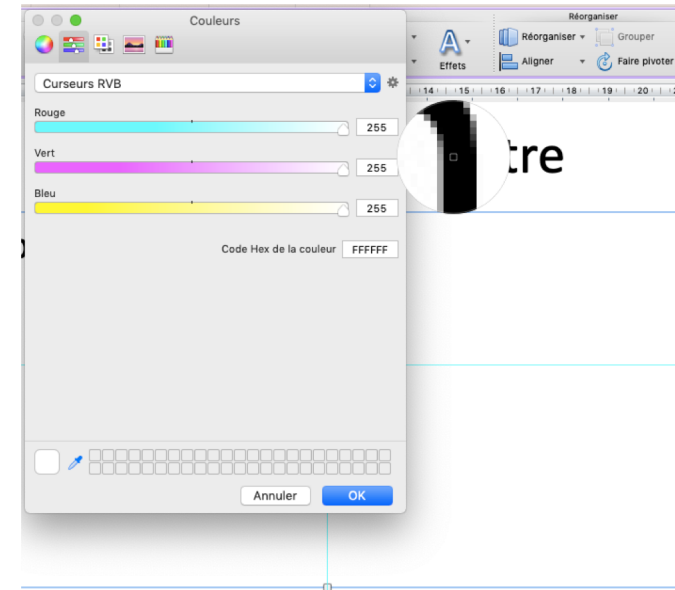 Couleurs
Curseurs RVB
Rouge
255
Vert
255
Bleu
255
Code Hex de la couleur FFFFFF
Annuler OK
Réorganiser
Réorganiser Grouper
Effets Aligner Faire pivoter
14 15 16 17 18 19 20
tre